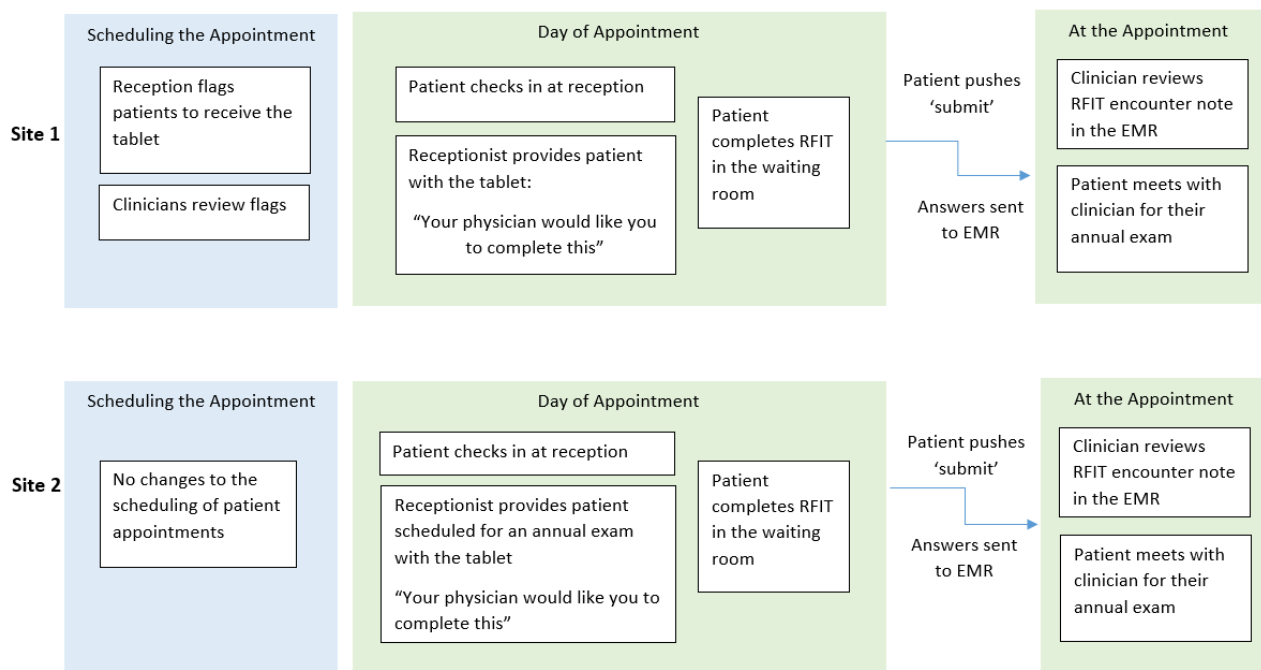 Site 1
Scheduling the Appointment
Reception flags
patients to receive the
tablet
Clinicians review flags
Day of Appointment
Patient checks in at reception
Receptionist provides patient
with the tablet:
“Your physician would like you
to complete this”
Patient
completes RFIT
in the waiting
room
Patient pushes
‘submit’
Answers sent
to EMR
At the Appointment
Clinician reviews
RFIT encounter note
in the EMR
Patient meets with
clinician for their
annual exam
Site 2
Scheduling the Appointment
No changes to the
scheduling of patient
appointments
Day of Appointment
Patient checks in at reception
Receptionist provides patient
scheduled for an annual exam
with the tablet
“Your physician would like you to
complete this”
Patient
completes RFIT
in the waiting
room
Patient pushes
‘submit’
Answers sent
to EMR
At the Appointment
Clinician reviews
RFIT encounter note
in the EMR
Patient meets with
clinician for their
annual exam